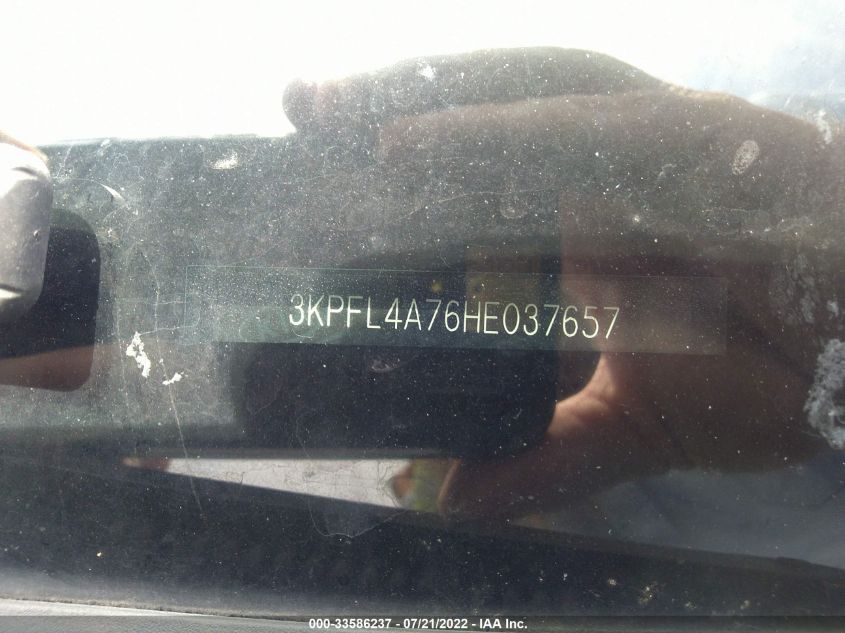 3KPFL4A76HE037657
000-33586237 - 07/21/2022 - IAA Inc.